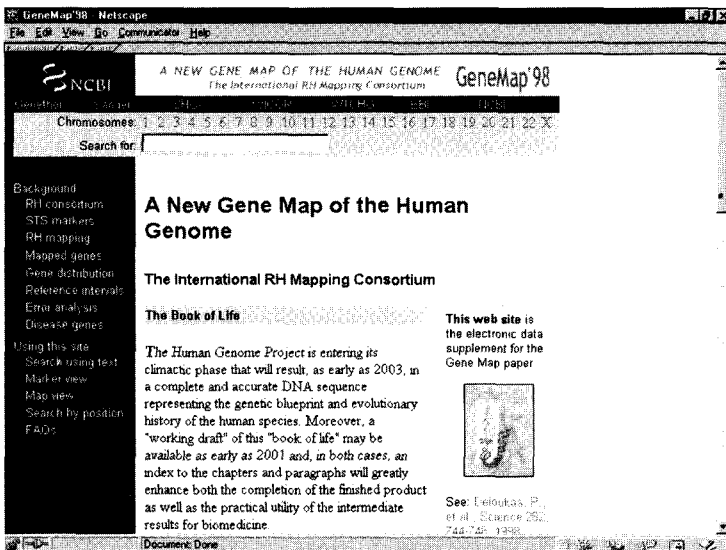 GeneMap'98 - Netscape
File Edit View Go Communicator Help
NCBI
A NEW GENE MAP OF THE HUMAN GENOME
The International RH Mapping Consortium
GeneMap'98
Chromosomes: 1 2 3 4 5 6 7 8 9 10 11 12 13 14 15 16 17 18 19 20 21 22 X
Search for:
Background
RH consortium
STS markers
RH mapping
Mapped genes
Gene distribution
Reference intervals
Error analysis
Disease genes
Using this site
Search using text
Marker view
Map view
Search by position
FAQs
A New Gene Map of the Human
Genome
The International RH Mapping Consortium
The Book of Life
The Human Genome Project is entering its
climactic phase that will result, as early as 2003, in
a complete and accurate DNA sequence
representing the genetic blueprint and evolutionary
history of the human species. Moreover, a
"working draft" of this "book of life" may be
available as early as 2001 and, in both cases, an
index to the chapters and paragraphs will greatly
enhance both the completion of the finished product
as well as the practical utility of the intermediate
results for biomedicine.
This web site is
the electronic data
supplement for the
Gene Map paper
See: Deloukas, P.,
et al., Science 282,
744-746, 1998
Document: Done